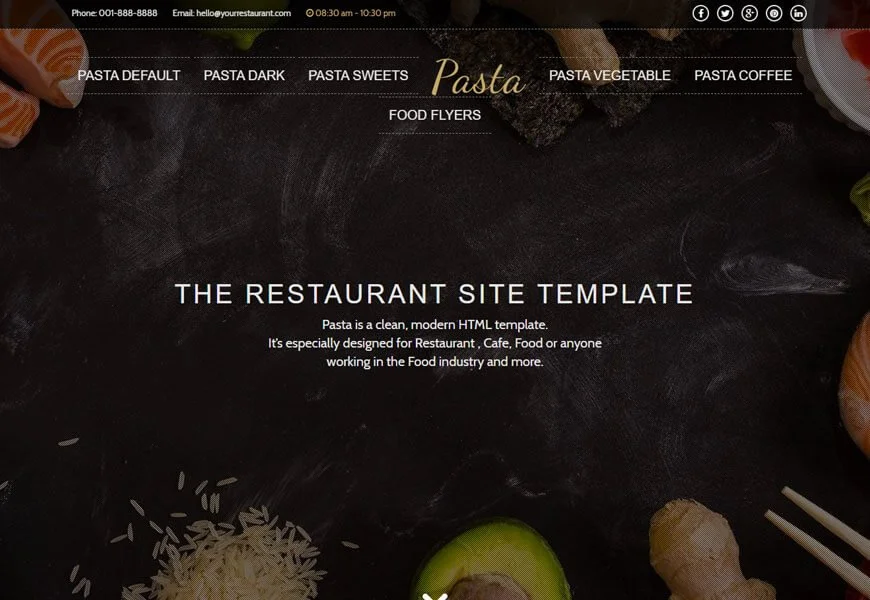 Phone: 001-888-8888 Email: hello@yourrestaurant.com 08:30 am - 10:30 pm
PASTA DEFAULT PASTA DARK PASTA SWEETS Pasta PASTA VEGETABLE PASTA COFFEE
FOOD FLYERS
THE RESTAURANT SITE TEMPLATE
Pasta is a clean, modern HTML template.
It's especially designed for Restaurant , Cafe, Food or anyone
working in the Food industry and more.